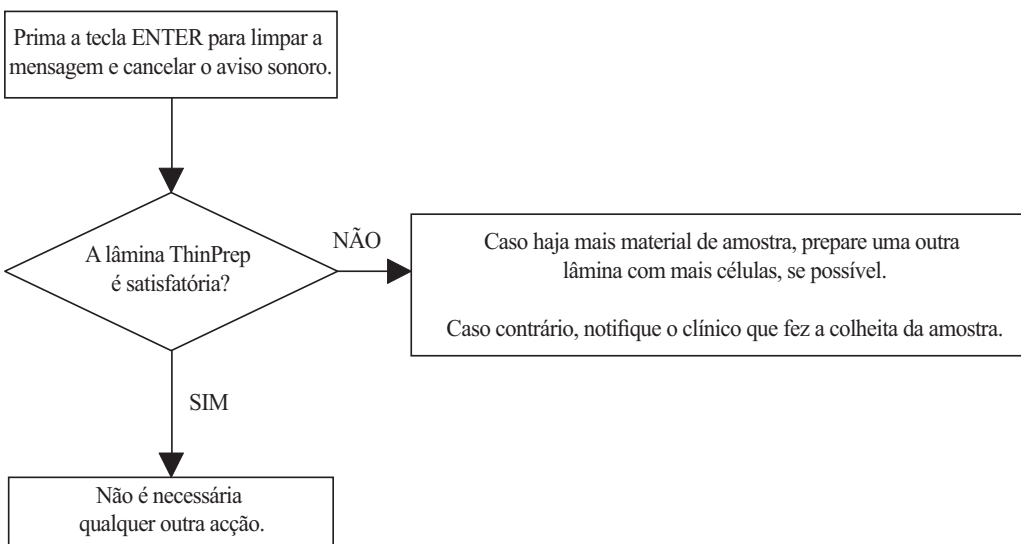 Prima a tecla ENTER para limpar a
mensagem e cancelar o aviso sonoro.
A lâmina ThinPrep
é satisfatória?
NÃO
Caso haja mais material de amostra, prepare uma outra
lâmina com mais células, se possível.
Caso contrário, notifique o clínico que fez a colheita da amostra.
SIM
Não é necessária
qualquer outra acção.